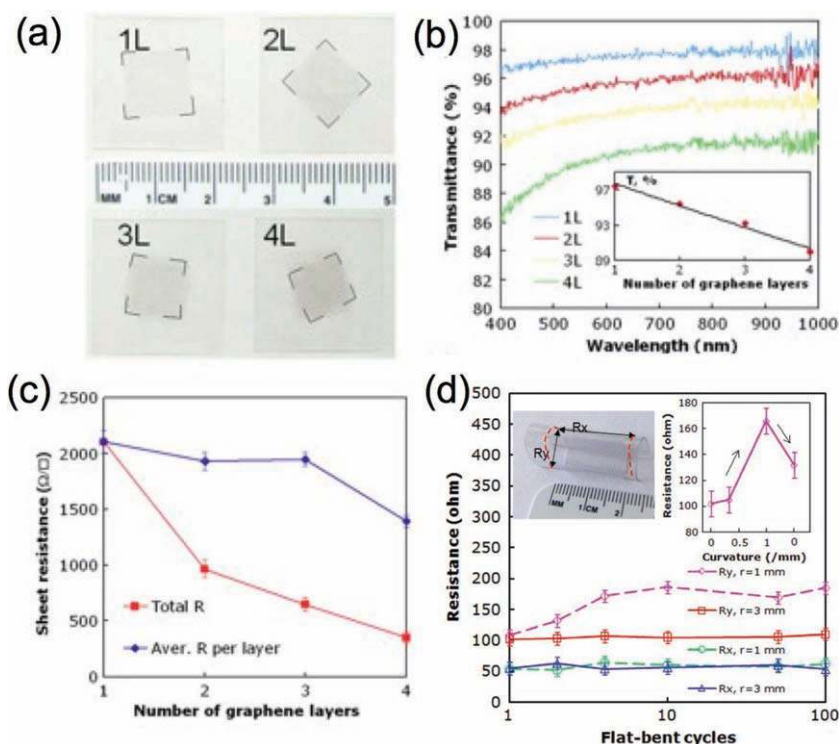 (a)
1L
2L
MM 1 CM 2 3 4 5
3L
4L
(b)
Transmittance (%)
100
98
96
94
92
90
88
86
84
82
80
1L
2L
3L
4L
T, %
97
93
89
1 2 3 4
Number of graphene layers
400 500 600 700 800 900 1000
Wavelength (nm)
(c)
Sheet resistance (Ω/□)
2500
2000
1500
1000
500
0
Total R
Aver. R per layer
1 2 3 4
Number of graphene layers
(d)
Resistance (ohm)
500
450
400
350
300
250
200
150
100
50
0
Rx
Ry
MM 1 CM 2
Resistance (ohm)
180
160
140
120
100
80
0 0.5 1 0
Curvature (/mm)
Ry, r=1 mm
Ry, r=3 mm
Rx, r=1 mm
Rx, r=3 mm
1 10 100
Flat-bent cycles